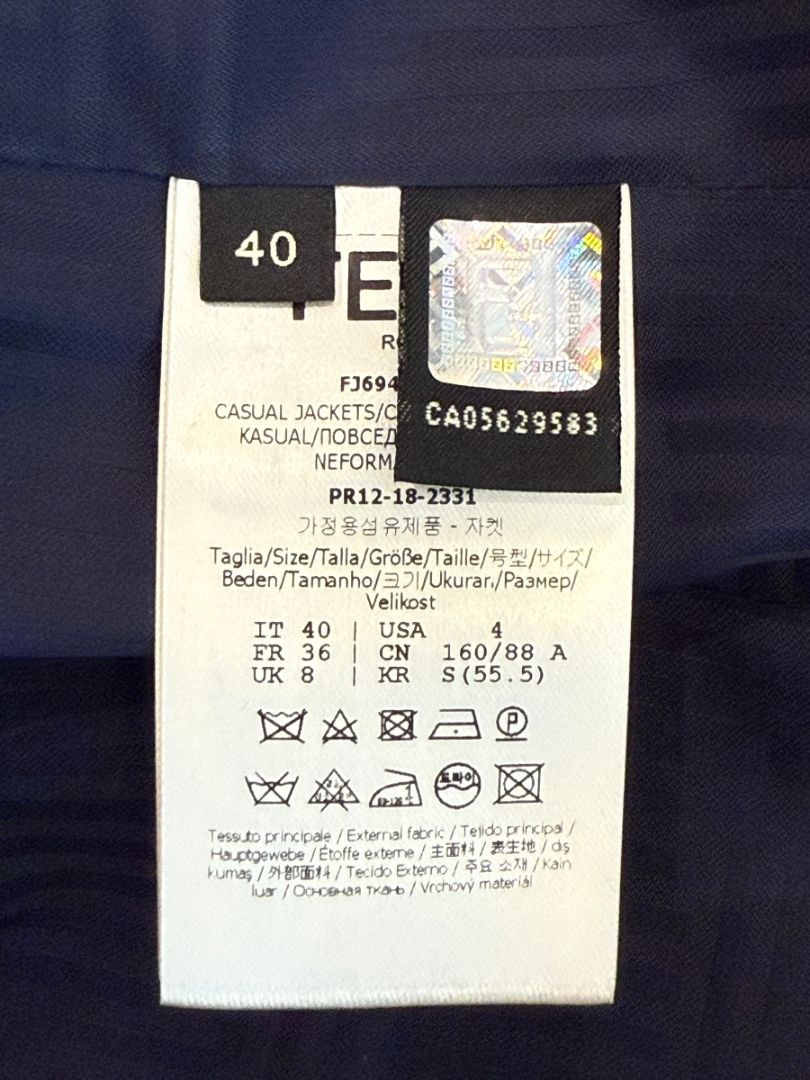 40
CA05629583
FJ694
CASUAL JACKETS/C
KASUAL/ПОВСЕД
NEFORM
PR12-18-2331
가정용섬유제품 - 자켓
Taglia/Size/Talla/Größe/Taille/号型/サイズ/
Beden/Tamanho/크기/Ukuran/Размер/
Velikost
IT 40 | USA 4
FR 36 | CN 160/88 A
UK 8 | KR S(55.5)
P
드라이
Tessuto principale / External fabric / Tejido principal /
Hauptgewebe / Étoffe externe / 主面料 / 表生地 / dış
kumaş / 外部面料 / Tecido Externo / 주요 소재 / Kain
luar / Основная ткань / Vrchový materiál